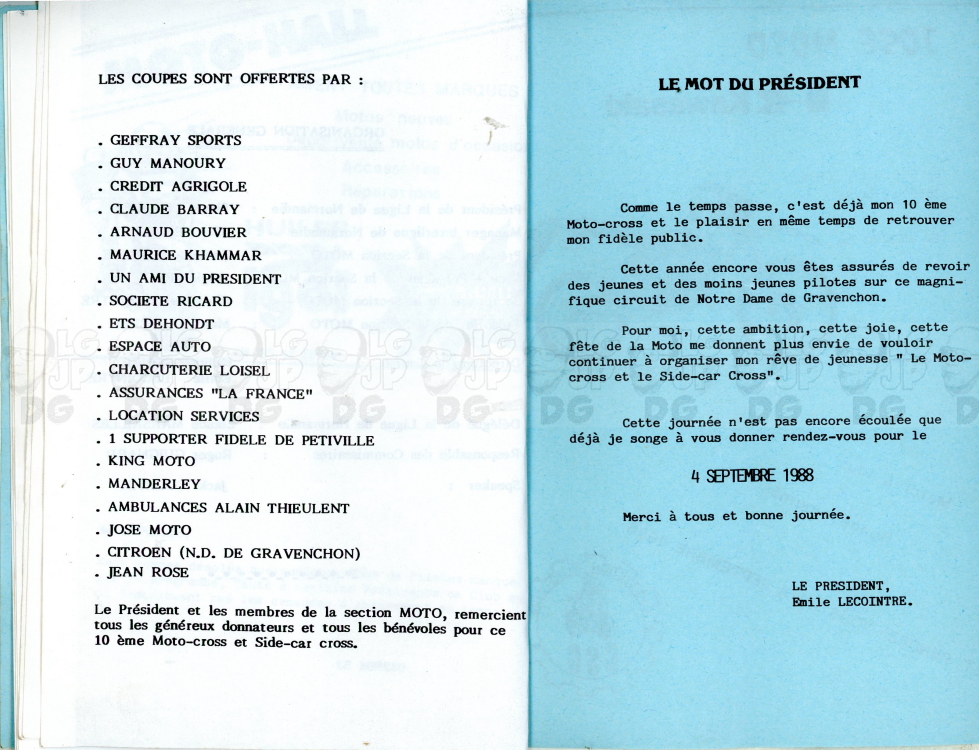 LES COUPES SONT OFFERTES PAR :
. GEFFRAY SPORTS
. GUY MANOURY
. CREDIT AGRIGOLE
. CLAUDE BARRAY
. ARNAUD BOUVIER
. MAURICE KHAMMAR
. UN AMI DU PRESIDENT
. SOCIETE RICARD
. ETS DEHONDT
. ESPACE AUTO
. CHARCUTERIE LOISEL
. ASSURANCES "LA FRANCE"
. LOCATION SERVICES
. 1 SUPPORTER FIDELE DE PETIVILLE
. KING MOTO
. MANDERLEY
. AMBULANCES ALAIN THIEULENT
. JOSE MOTO
. CITROEN (N.D. DE GRAVENCHON)
. JEAN ROSE
Le Président et les membres de la section MOTO, remercient
tous les généreux donnateurs et tous les bénévoles pour ce
10 ème Moto-cross et Side-car cross.
LE MOT DU PRÉSIDENT
Comme le temps passe, c'est déjà mon 10 ème
Moto-cross et le plaisir en même temps de retrouver
mon fidèle public.
Cette année encore vous êtes assurés de revoir
des jeunes et des moins jeunes pilotes sur ce magni-
fique circuit de Notre Dame de Gravenchon.
Pour moi, cette ambition, cette joie, cette
fête de la Moto me donnent plus envie de vouloir
continuer à organiser mon rêve de jeunesse " Le Moto-
cross et le Side-car Cross".
Cette journée n'est pas encore écoulée que
déjà je songe à vous donner rendez-vous pour le
4 SEPTEMBRE 1988
Merci à tous et bonne journée.
LE PRESIDENT,
Emile LECOINTRE.